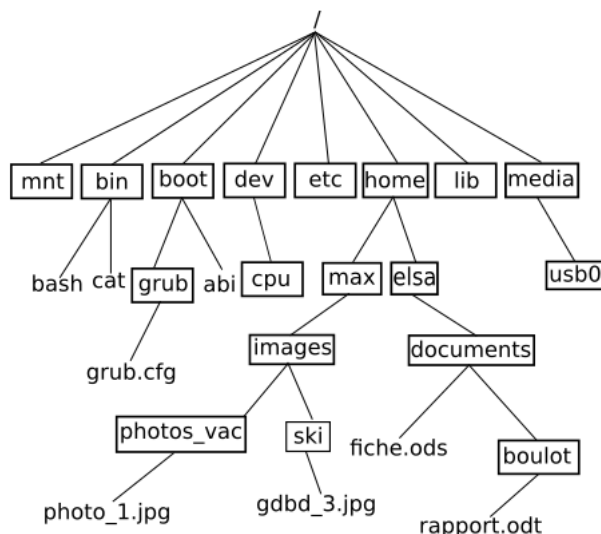 /
mnt bin boot dev etc home lib media
bash cat grub abi cpu max elsa usb0
grub.cfg images documents
photos_vac ski fiche.ods boulot
photo_1.jpg gdbd_3.jpg rapport.odt